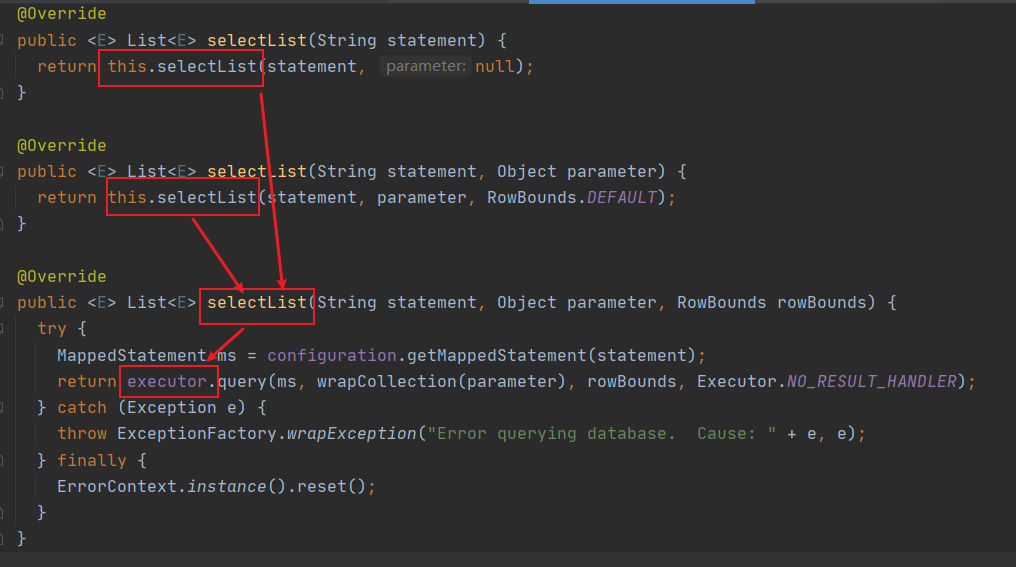 @Override
public <E> List<E> selectList(String statement) {
  return this.selectList(statement, parameter: null);
}
@Override
public <E> List<E> selectList(String statement, Object parameter) {
  return this.selectList(statement, parameter, RowBounds.DEFAULT);
}
@Override
public <E> List<E> selectList(String statement, Object parameter, RowBounds rowBounds) {
  try {
    MappedStatement ms = configuration.getMappedStatement(statement);
    return executor.query(ms, wrapCollection(parameter), rowBounds, Executor.NO_RESULT_HANDLER);
  } catch (Exception e) {
    throw ExceptionFactory.wrapException("Error querying database.  Cause: " + e, e);
  } finally {
    ErrorContext.instance().reset();
  }
}